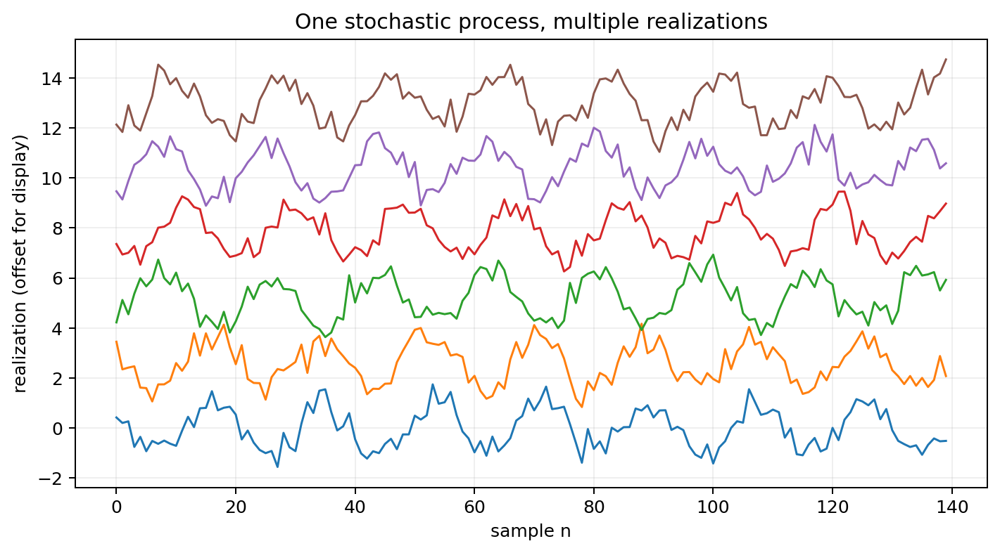 One stochastic process, multiple realizations
realization (offset for display)
14
12
10
8
6
4
2
0
−2
0 20 40 60 80 100 120 140
sample n